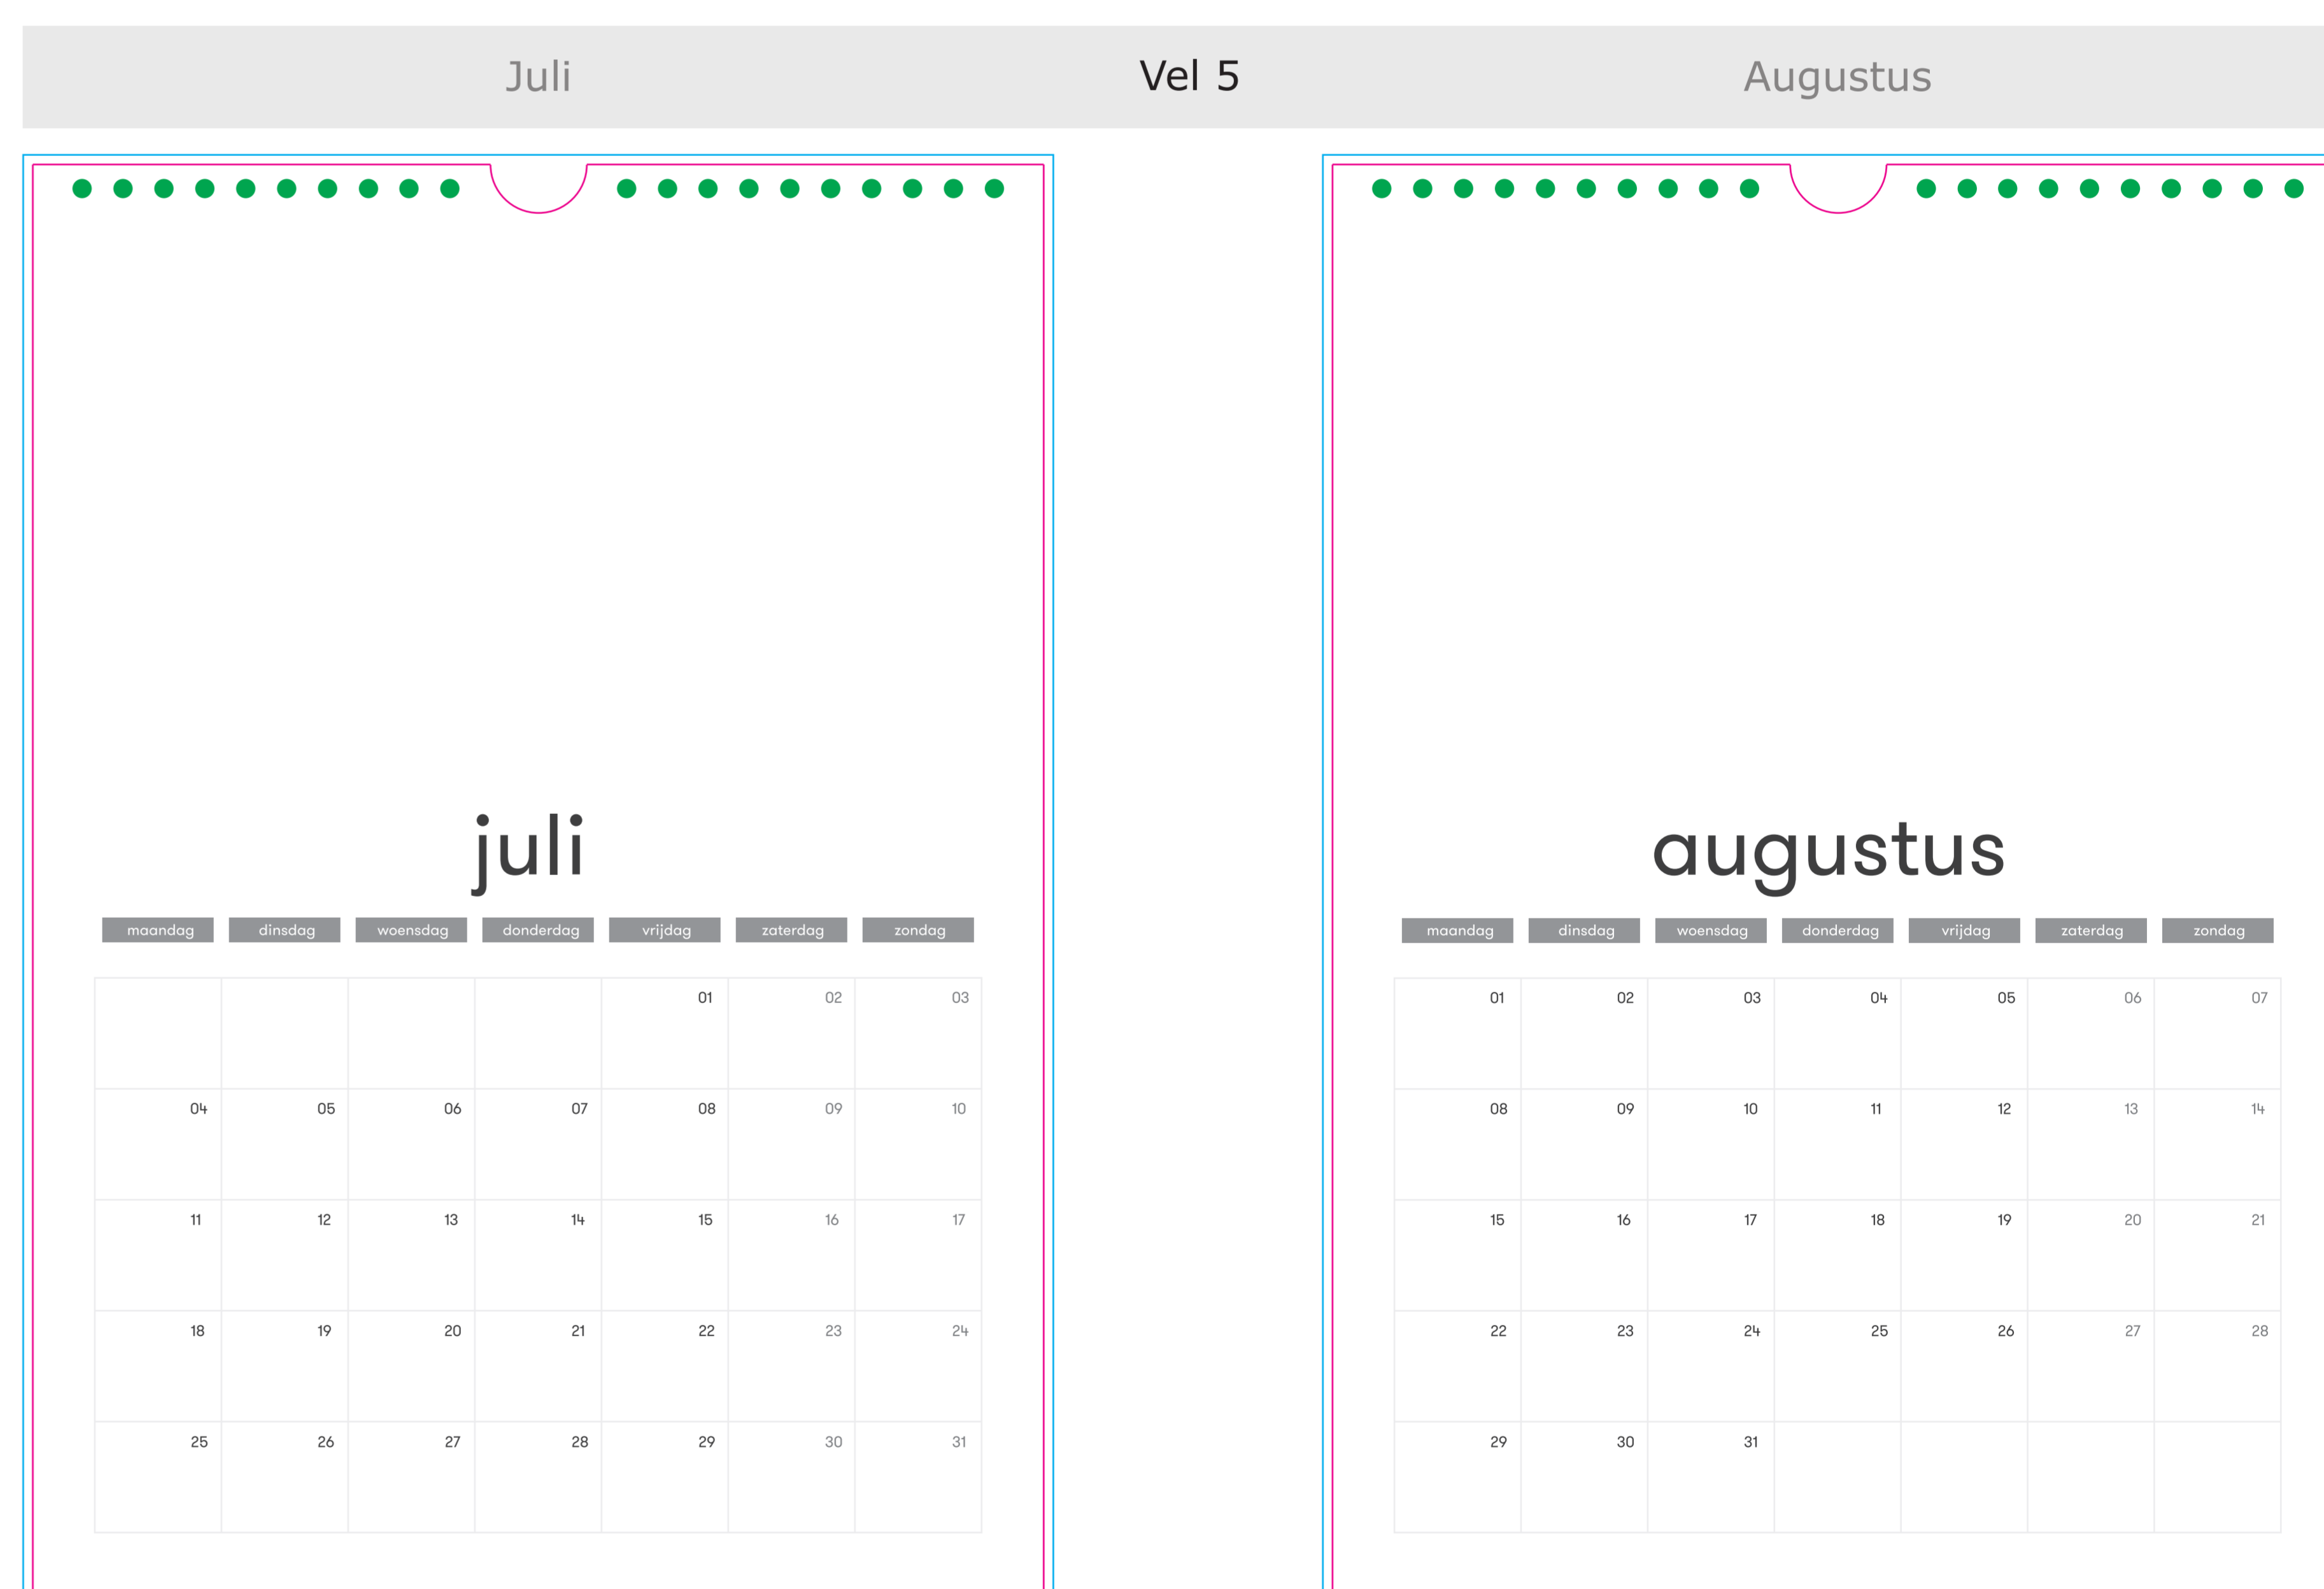 Juli Vel 5 Augustus
juli
maandag dinsdag woensdag donderdag vrijdag zaterdag zondag
01 02 03
04 05 06 07 08 09 10
11 12 13 14 15 16 17
18 19 20 21 22 23 24
25 26 27 28 29 30 31
augustus
maandag dinsdag woensdag donderdag vrijdag zaterdag zondag
01 02 03 04 05 06 07
08 09 10 11 12 13 14
15 16 17 18 19 20 21
22 23 24 25 26 27 28
29 30 31